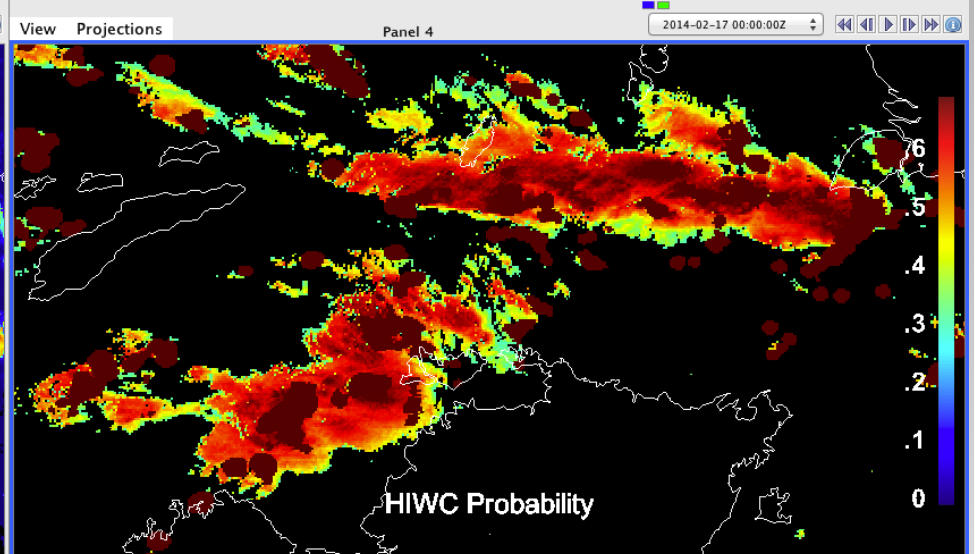 View Projections
Panel 4
2014-02-17 00:00:00Z
.6
.5
.4
.3
.2
.1
0
HIWC Probability